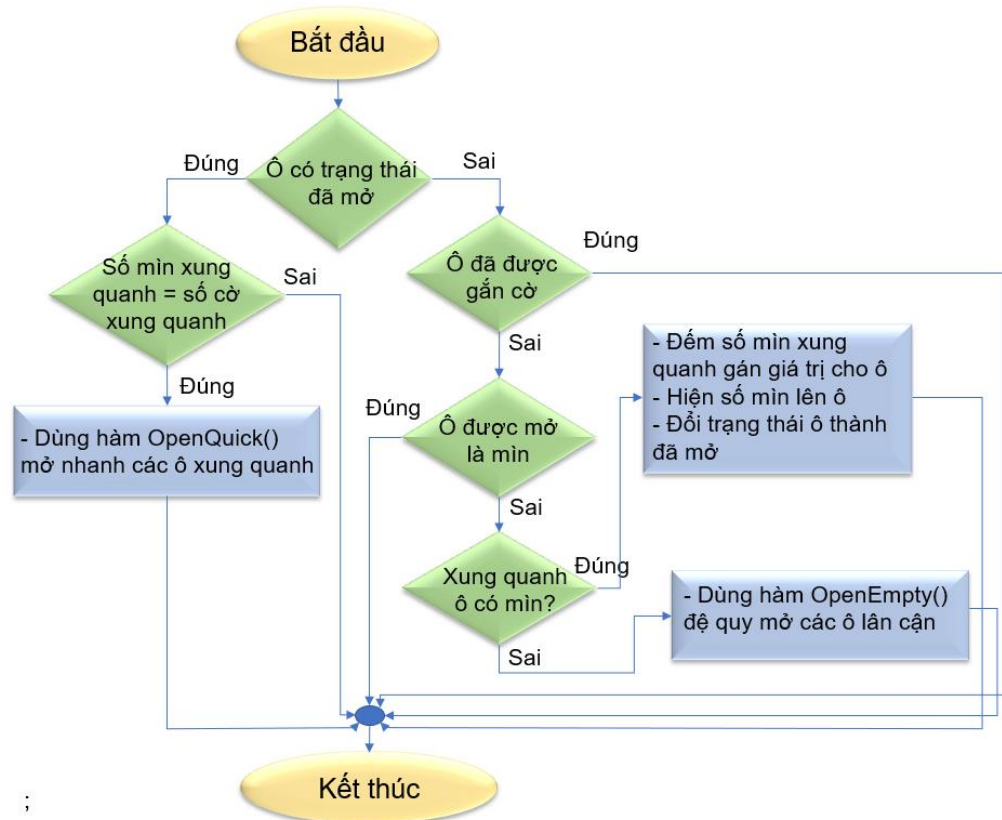 Bắt đầu
Đúng
Sai
Ô có trạng thái
đã mở
Số mìn xung
quanh = số cờ
xung quanh
Sai
Ô đã được
gắn cờ
Đúng
Đúng
Sai
- Dùng hàm OpenQuick()
mở nhanh các ô xung quanh
Đúng
Ô được mở
là mìn
- Đếm số mìn xung
quanh gán giá trị cho ô
- Hiện số mìn lên ô
- Đổi trạng thái ô thành
đã mở
Sai
Xung quanh
ô có mìn?
Đúng
- Dùng hàm OpenEmpty()
đệ quy mở các ô lân cận
Sai
Kết thúc
;